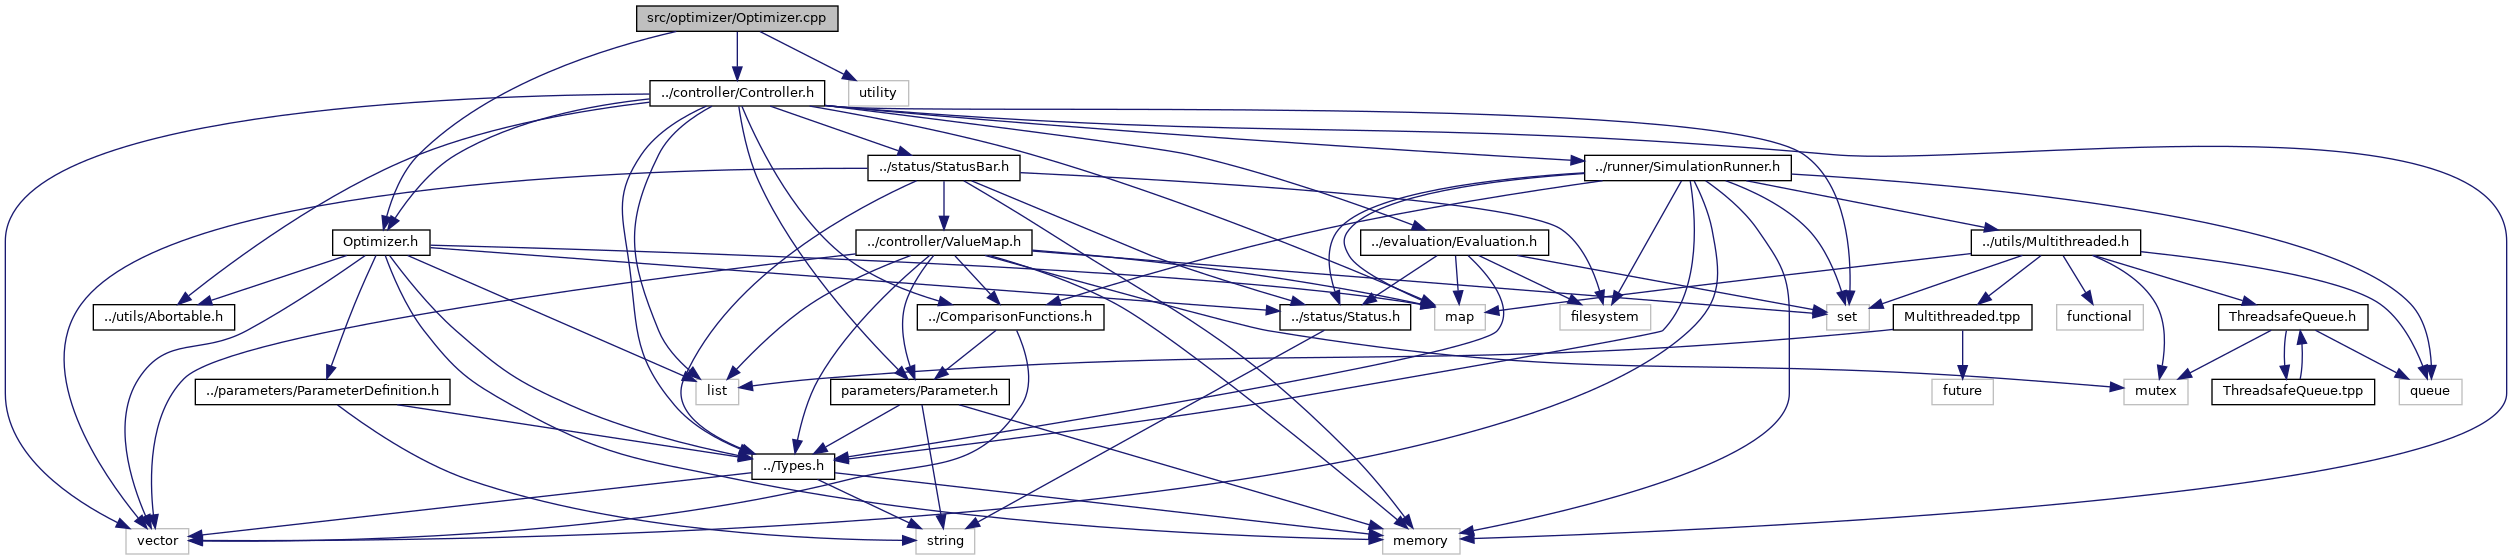 src/optimizer/Optimizer.cpp
../controller/Controller.h
utility
../status/StatusBar.h
../runner/SimulationRunner.h
Optimizer.h
../controller/ValueMap.h
../evaluation/Evaluation.h
../utils/Multithreaded.h
../utils/Abortable.h
../ComparisonFunctions.h
../status/Status.h
map
filesystem
set
Multithreaded.tpp
functional
ThreadsafeQueue.h
../parameters/ParameterDefinition.h
list
parameters/Parameter.h
future
mutex
ThreadsafeQueue.tpp
queue
../Types.h
vector
string
memory